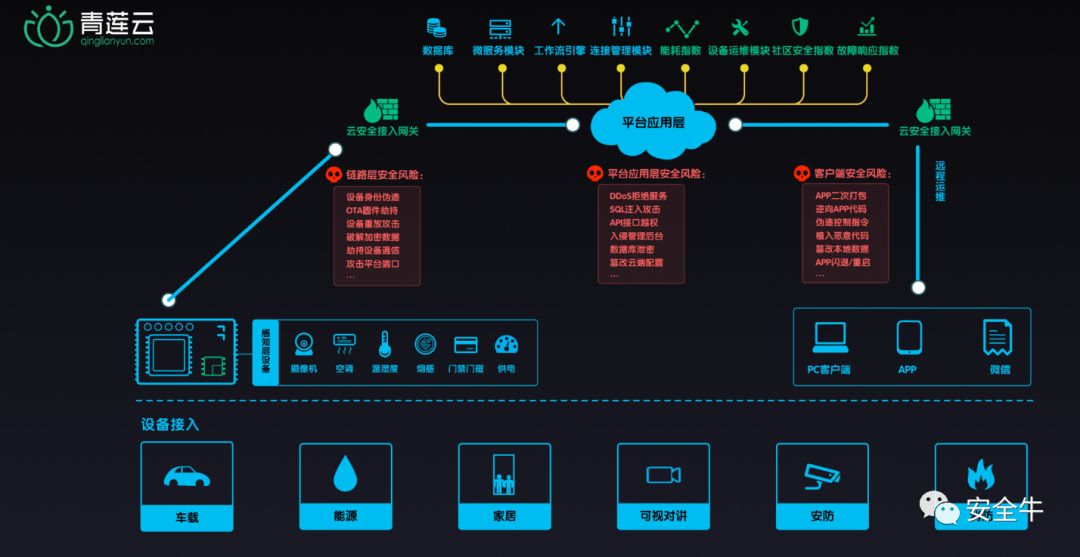 青莲云
qinglianyun.com
数据库
微服务模块
工作流引擎
连接管理模块
能耗指数
设备运维模块
社区安全指数
故障响应指数
平台应用层
云安全接入网关
云安全接入网关
远程运维
链路层安全风险：
设备身份伪造
OTA固件劫持
设备重放攻击
破解加密数据
劫持设备通信
攻击平台端口
...
平台应用层安全风险：
DDoS拒绝服务
SQL注入攻击
API接口越权
入侵管理后台
数据库泄密
篡改云端配置
...
客户端安全风险：
APP二次打包
逆向APP代码
伪造控制指令
植入恶意代码
篡改本地数据
APP闪退/重启
...
感知层设备
摄像机
空调
温湿度
烟感
门禁门磁
供电
PC客户端
APP
微信
设备接入
车载
能源
家居
可视对讲
安防
安全牛